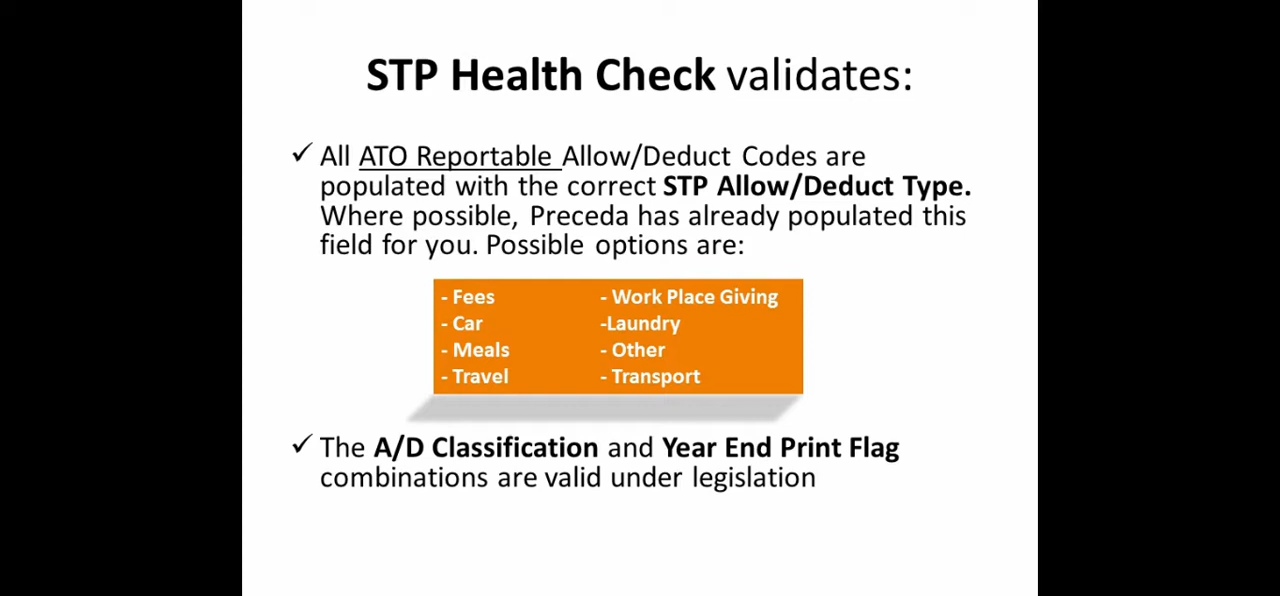 STP Health Check validates:
✓ All ATO Reportable Allow/Deduct Codes are
populated with the correct STP Allow/Deduct Type.
Where possible, Preceda has already populated this
field for you. Possible options are:
- Fees
- Car
- Meals
- Travel
- Work Place Giving
-Laundry
- Other
- Transport
✓ The A/D Classification and Year End Print Flag
combinations are valid under legislation